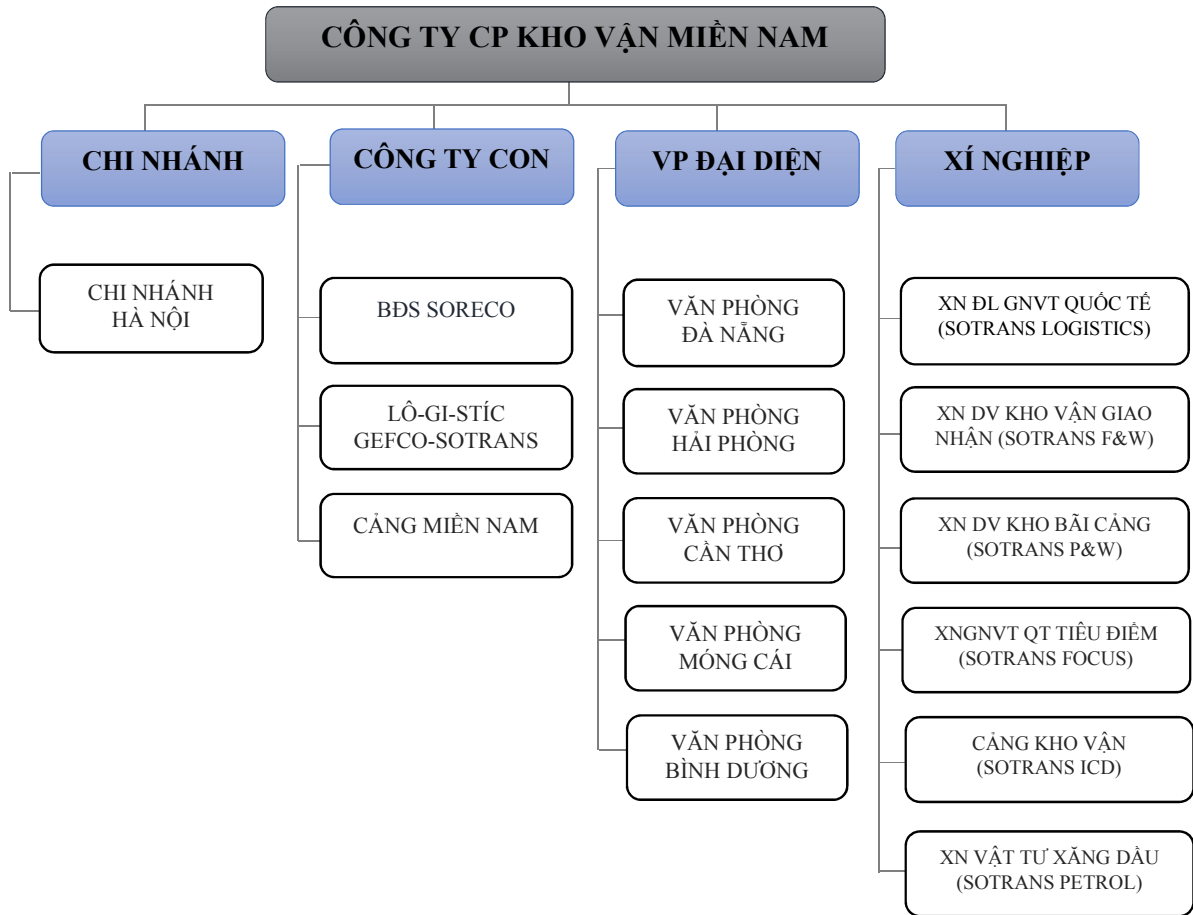 CÔNG TY CP KHO VẬN MIỀN NAM
CHI NHÁNH
CÔNG TY CON
VP ĐẠI DIỆN
XÍ NGHIỆP
CHI NHÁNH
HÀ NỘI
BĐS SORECO
LÔ-GI-STÍC
GEFCO-SOTRANS
CẢNG MIỀN NAM
VĂN PHÒNG
ĐÀ NẴNG
VĂN PHÒNG
HẢI PHÒNG
VĂN PHÒNG
CẦN THƠ
VĂN PHÒNG
MÓNG CÁI
VĂN PHÒNG
BÌNH DƯƠNG
XN ĐL GNVT QUỐC TẾ
(SOTRANS LOGISTICS)
XN DV KHO VẬN GIAO
NHẬN (SOTRANS F&W)
XN DV KHO BÃI CẢNG
(SOTRANS P&W)
XNGNVT QT TIÊU ĐIỂM
(SOTRANS FOCUS)
CẢNG KHO VẬN
(SOTRANS ICD)
XN VẬT TƯ XĂNG DẦU
(SOTRANS PETROL)